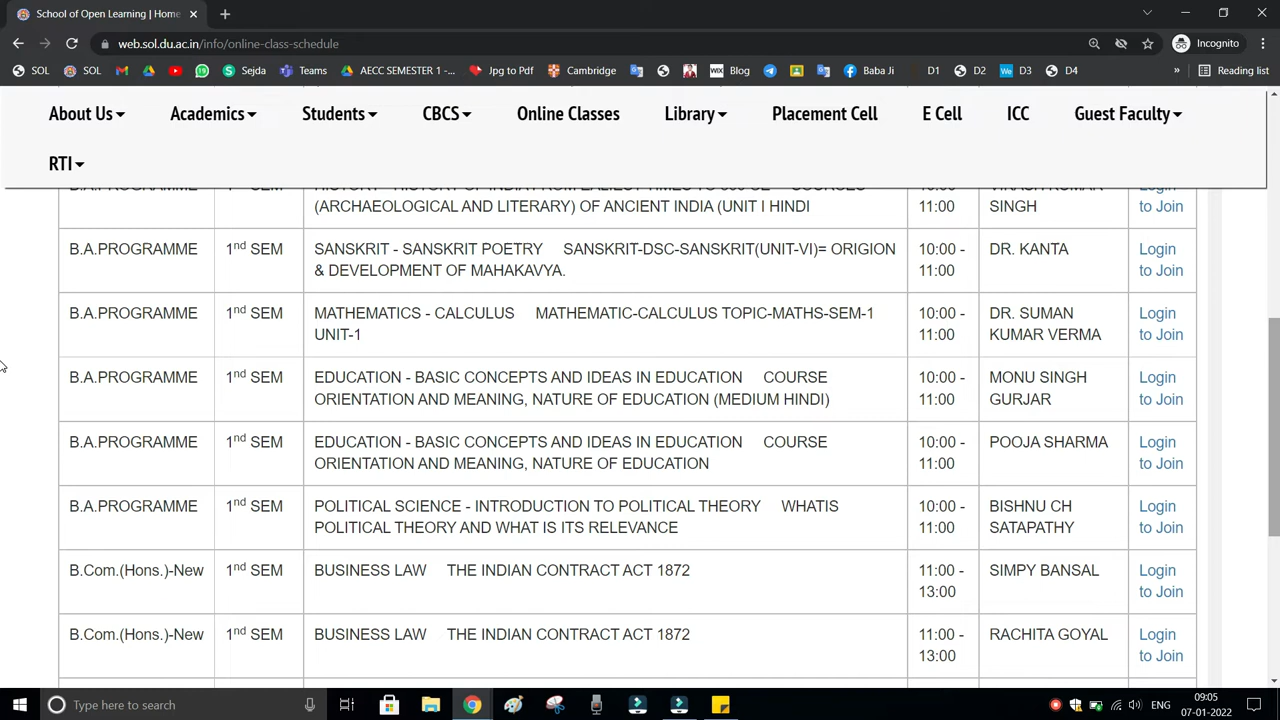 School of Open Learning | Home
web.sol.du.ac.in/info/online-class-schedule
Incognito
SOL SOL Sejda Teams AECC SEMESTER 1 -... Jpg to Pdf Cambridge Blog Baba Ji D1 D2 D3 D4 » Reading list
About Us Academics Students CBCS Online Classes Library Placement Cell E Cell ICC Guest Faculty
RTI
(ARCHAEOLOGICAL AND LITERARY) OF ANCIENT INDIA (UNIT I HINDI 11:00 SINGH to Join
B.A.PROGRAMME 1nd SEM SANSKRIT - SANSKRIT POETRY SANSKRIT-DSC-SANSKRIT(UNIT-VI)= ORIGION 10:00 - DR. KANTA Login
& DEVELOPMENT OF MAHAKAVYA. 11:00 to Join
B.A.PROGRAMME 1nd SEM MATHEMATICS - CALCULUS MATHEMATIC-CALCULUS TOPIC-MATHS-SEM-1 10:00 - DR. SUMAN Login
UNIT-1 11:00 KUMAR VERMA to Join
B.A.PROGRAMME 1nd SEM EDUCATION - BASIC CONCEPTS AND IDEAS IN EDUCATION COURSE 10:00 - MONU SINGH Login
ORIENTATION AND MEANING, NATURE OF EDUCATION (MEDIUM HINDI) 11:00 GURJAR to Join
B.A.PROGRAMME 1nd SEM EDUCATION - BASIC CONCEPTS AND IDEAS IN EDUCATION COURSE 10:00 - POOJA SHARMA Login
ORIENTATION AND MEANING, NATURE OF EDUCATION 11:00 to Join
B.A.PROGRAMME 1nd SEM POLITICAL SCIENCE - INTRODUCTION TO POLITICAL THEORY WHATIS 10:00 - BISHNU CH Login
POLITICAL THEORY AND WHAT IS ITS RELEVANCE 11:00 SATAPATHY to Join
B.Com.(Hons.)-New 1nd SEM BUSINESS LAW THE INDIAN CONTRACT ACT 1872 11:00 - SIMPY BANSAL Login
13:00 to Join
B.Com.(Hons.)-New 1nd SEM BUSINESS LAW THE INDIAN CONTRACT ACT 1872 11:00 - RACHITA GOYAL Login
13:00 to Join
Type here to search
ENG
09:05
07-01-2022